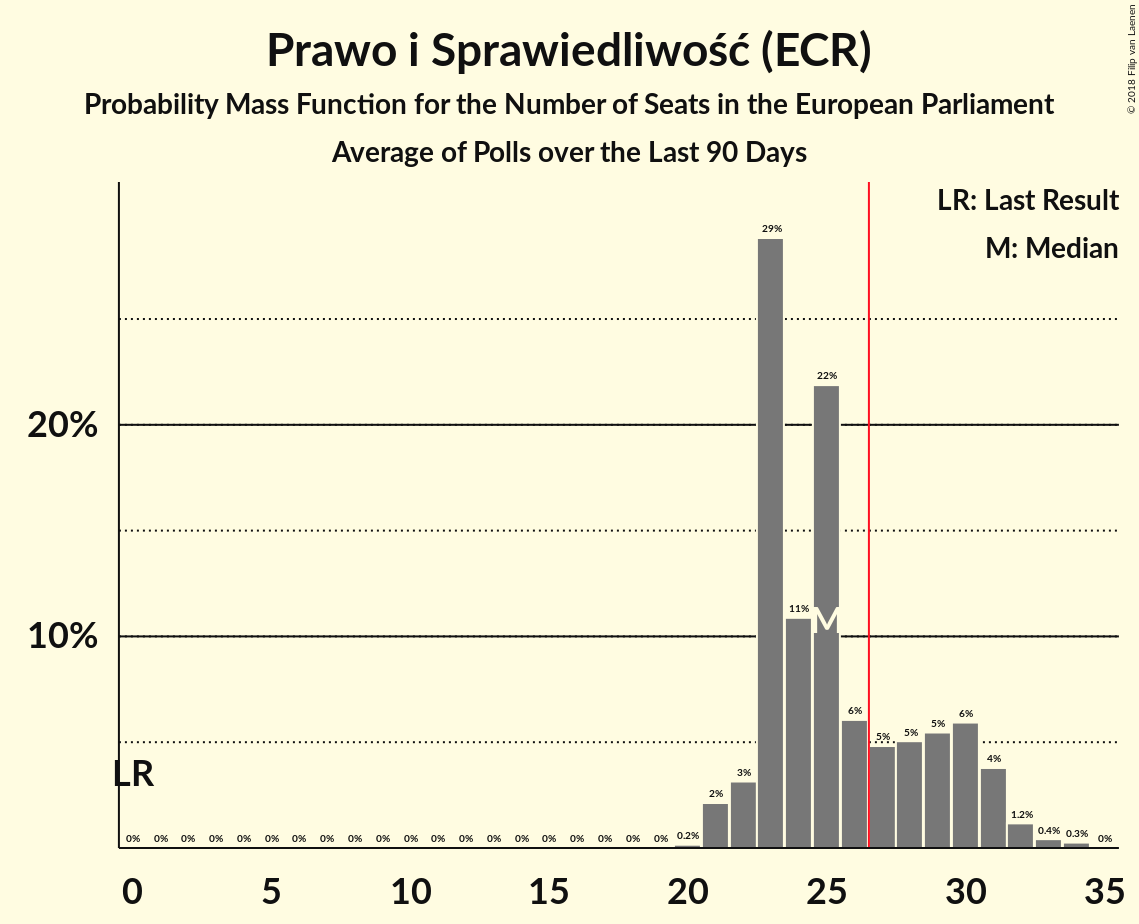 Prawo i Sprawiedliwość (ECR)
Probability Mass Function for the Number of Seats in the European Parliament
Average of Polls over the Last 90 Days
© 2018 Filip van Laenen
LR: Last Result
M: Median
29%
22%
20%
11%
M
10%
6%
5%
5%
5%
6%
4%
3%
2%
LR
1.2%
0.4%
0.3%
0%
0% 0% 0% 0% 0% 0% 0% 0% 0% 0% 0% 0% 0% 0% 0% 0% 0% 0% 0% 0% 0.2%
0 5 10 15 20 25 30 35